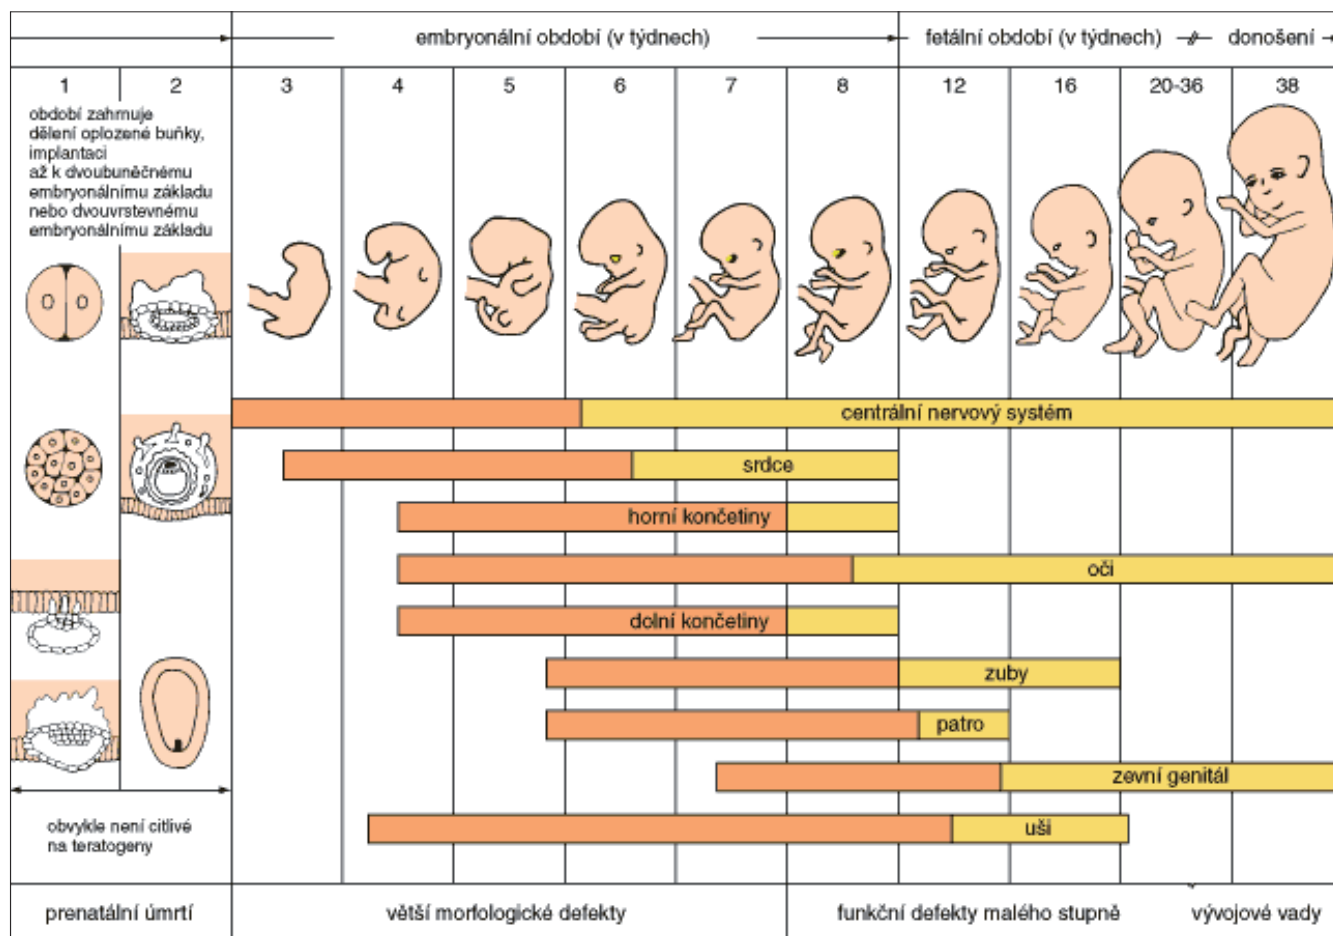 embryonální období (v týdnech)
fetální období (v týdnech)
donošení
1
2
3
4
5
6
7
8
12
16
20-36
38
období zahrnuje
dělení oplozené buňky,
implantaci
až k dvoubuněčnému
embryonálnímu základu
nebo dvouvrstevnému
embryonálnímu základu
centrální nervový systém
srdce
horní končetiny
oči
dolní končetiny
zuby
patro
zevní genitál
uši
obvykle není citlivé
na teratogeny
prenatální úmrtí
větší morfologické defekty
funkční defekty malého stupně
vývojové vady